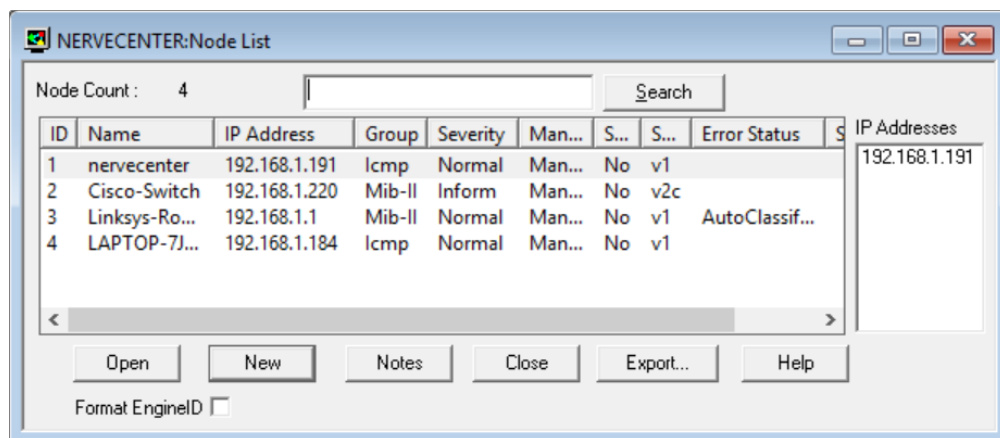 NERVECENTER:Node List
Node Count : 4 Search
ID Name IP Address Group Severity Man... S... S... Error Status S IP Addresses
1 nervecenter 192.168.1.191 Icmp Normal Man... No v1 192.168.1.191
2 Cisco-Switch 192.168.1.220 Mib-II Inform Man... No v2c
3 Linksys-Ro... 192.168.1.1 Mib-II Normal Man... No v1 AutoClassif...
4 LAPTOP-7J... 192.168.1.184 Icmp Normal Man... No v1
Open New Notes Close Export... Help
Format EngineID